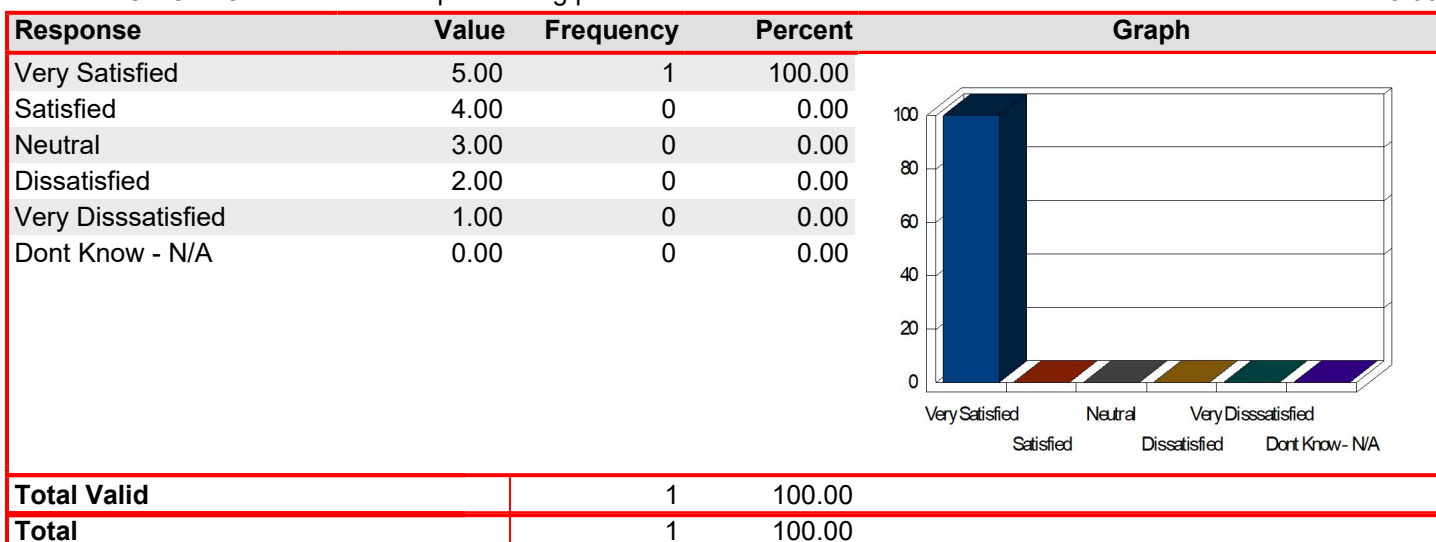 Response Value Frequency Percent Graph
Very Satisfied 5.00 1 100.00
Satisfied 4.00 0 0.00
Neutral 3.00 0 0.00
Dissatisfied 2.00 0 0.00
Very Disssatisfied 1.00 0 0.00
Dont Know - N/A 0.00 0 0.00
100
80
60
40
20
0
Very Satisfied Neutral Very Disssatisfied
Satisfied Dissatisfied Dont Know - N/A
Total Valid 1 100.00
Total 1 100.00